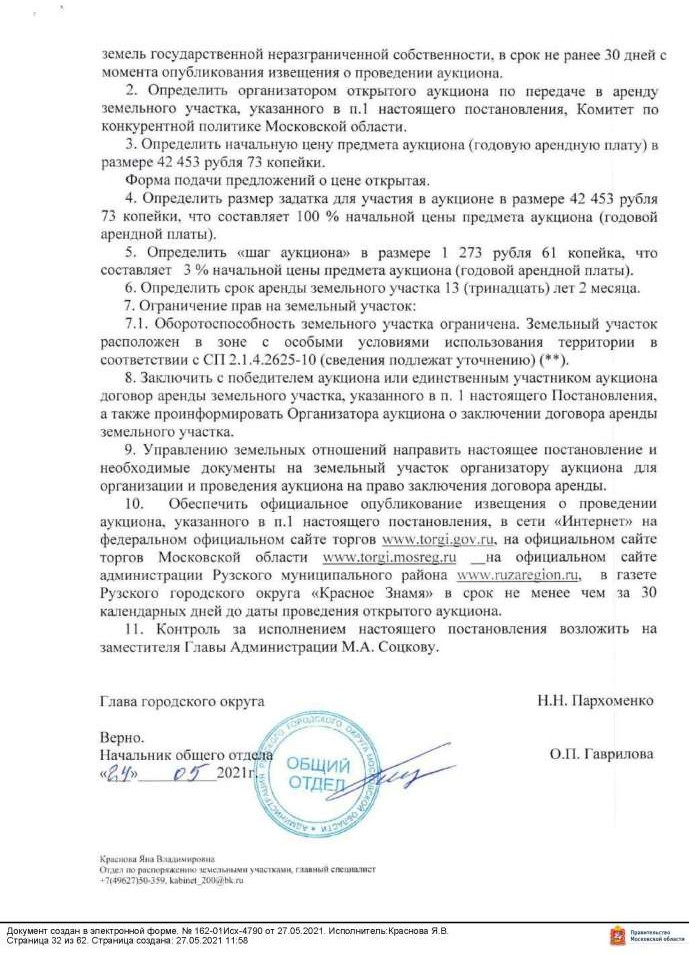 земель государственной неразграниченной собственности, в срок не ранее 30 дней с
момента опубликования извещения о проведении аукциона.
2. Определить организатором открытого аукциона по передаче в аренду
земельного участка, указанного в п.1 настоящего постановления, Комитет по
конкурентной политике Московской области.
3. Определить начальную цену предмета аукциона (годовую арендную плату) в
размере 42 453 рубля 73 копейки.
Форма подачи предложений о цене открытая.
4. Определить размер задатка для участия в аукционе в размере 42 453 рубля
73 копейки, что составляет 100 % начальной цены предмета аукциона (годовой
арендной платы).
5. Определить «шаг аукциона» в размере 1 273 рубля 61 копейка, что
составляет 3 % начальной цены предмета аукциона (годовой арендной платы).
6. Определить срок аренды земельного участка 13 (тринадцать) лет 2 месяца.
7. Ограничение прав на земельный участок:
7.1. Оборотоспособность земельного участка ограничена. Земельный участок
расположен в зоне с особыми условиями использования территории в
соответствии с СП 2.1.4.2625-10 (сведения подлежат уточнению) (**).
8. Заключить с победителем аукциона или единственным участником аукциона
договор аренды земельного участка, указанного в п. 1 настоящего Постановления,
а также проинформировать Организатора аукциона о заключении договора аренды
земельного участка.
9. Управлению земельных отношений направить настоящее постановление и
необходимые документы на земельный участок организатору аукциона для
организации и проведения аукциона на право заключения договора аренды.
10. Обеспечить официальное опубликование извещения о проведении
аукциона, указанного в п.1 настоящего постановления, в сети «Интернет» на
федеральном официальном сайте торгов www.torgi.gov.ru, на официальном сайте
торгов Московской области www.torgi.mosreg.ru __на официальном сайте
администрации Рузского муниципального района www.ruzaregion.ru, в газете
Рузского городского округа «Красное Знамя» в срок не менее чем за 30
календарных дней до даты проведения открытого аукциона.
11. Контроль за исполнением настоящего постановления возложить на
заместителя Главы Администрации М.А. Соцкову.
Глава городского округа Н.Н. Пархоменко
Верно.
Начальник общего отдела О.П. Гаврилова
«24» 05 2021г.
АДМИНИСТРАЦИЯ РУЗСКОГО ГОРОДСКОГО ОКРУГА МОСКОВСКОЙ ОБЛАСТИ
ОБЩИЙ
ОТДЕЛ
Краснова Яна Владимировна
Отдел по распоряжению земельными участками, главный специалист
+7(49627)50-359, kabinet_200@bk.ru
Документ создан в электронной форме. № 162-01Исх-4790 от 27.05.2021. Исполнитель:Краснова Я.В.
Страница 32 из 62. Страница создана: 27.05.2021 11:58
Правительство
Московской области